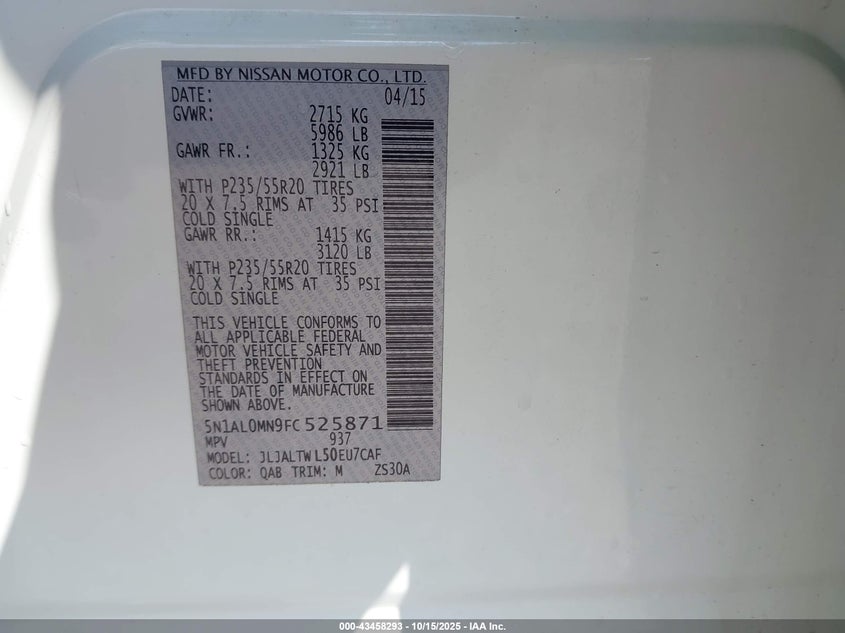 MFD BY NISSAN MOTOR CO., LTD.
DATE: 04/15
GVWR: 2715 KG
5986 LB
GAWR FR.: 1325 KG
2921 LB
WITH P235/55R20 TIRES
20 X 7.5 RIMS AT 35 PSI
COLD SINGLE
GAWR RR.: 1415 KG
3120 LB
WITH P235/55R20 TIRES
20 X 7.5 RIMS AT 35 PSI
COLD SINGLE
THIS VEHICLE CONFORMS TO
ALL APPLICABLE FEDERAL
MOTOR VEHICLE SAFETY AND
THEFT PREVENTION
STANDARDS IN EFFECT ON
THE DATE OF MANUFACTURE
SHOWN ABOVE.
5N1AL0MN9FC525871
MPV 937
MODEL: JLJALTWL50EU7CAF
COLOR: QAB TRIM: M ZS30A
000-43458293 - 10/15/2025 - IAA Inc.